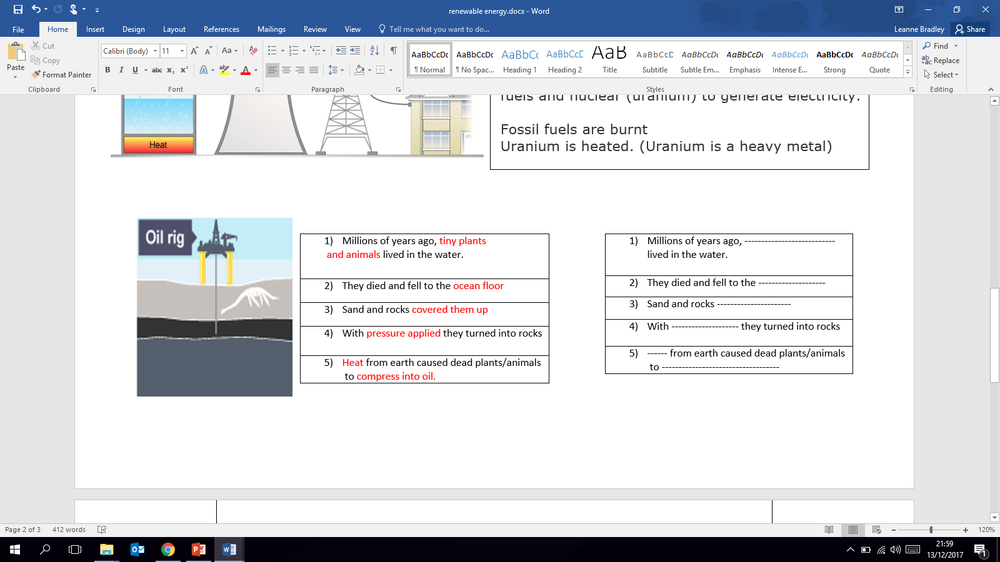 renewable energy.docx - Word
File Home Insert Design Layout References Mailings Review View Tell me what you want to do... Leanne Bradley Share
Paste
Cut
Copy
Format Painter
Clipboard
Calibri (Body) 11
Font
Paragraph
AaBbCcDc AaBbCcDc AaBbCc AaBbCcD AaB AaBbCcD AaBbCcDc AaBbCcDc AaBbCcDc AaBbCcDc AaBbCcDc
¶ Normal ¶ No Spac... Heading 1 Heading 2 Title Subtitle Subtle Em... Emphasis Intense E... Strong Quote
Styles
Find
Replace
Select
Editing
Heat
fuels and nuclear (uranium) to generate electricity.
Fossil fuels are burnt
Uranium is heated. (Uranium is a heavy metal)
Oil rig
1) Millions of years ago, tiny plants
and animals lived in the water.
2) They died and fell to the ocean floor
3) Sand and rocks covered them up
4) With pressure applied they turned into rocks
5) Heat from earth caused dead plants/animals
to compress into oil.
1) Millions of years ago, ---------------------------
lived in the water.
2) They died and fell to the --------------------
3) Sand and rocks ----------------------
4) With -------------------- they turned into rocks
5) ------ from earth caused dead plants/animals
to -----------------------------------
Page 2 of 3 412 words
120%
21:59
13/12/2017
1